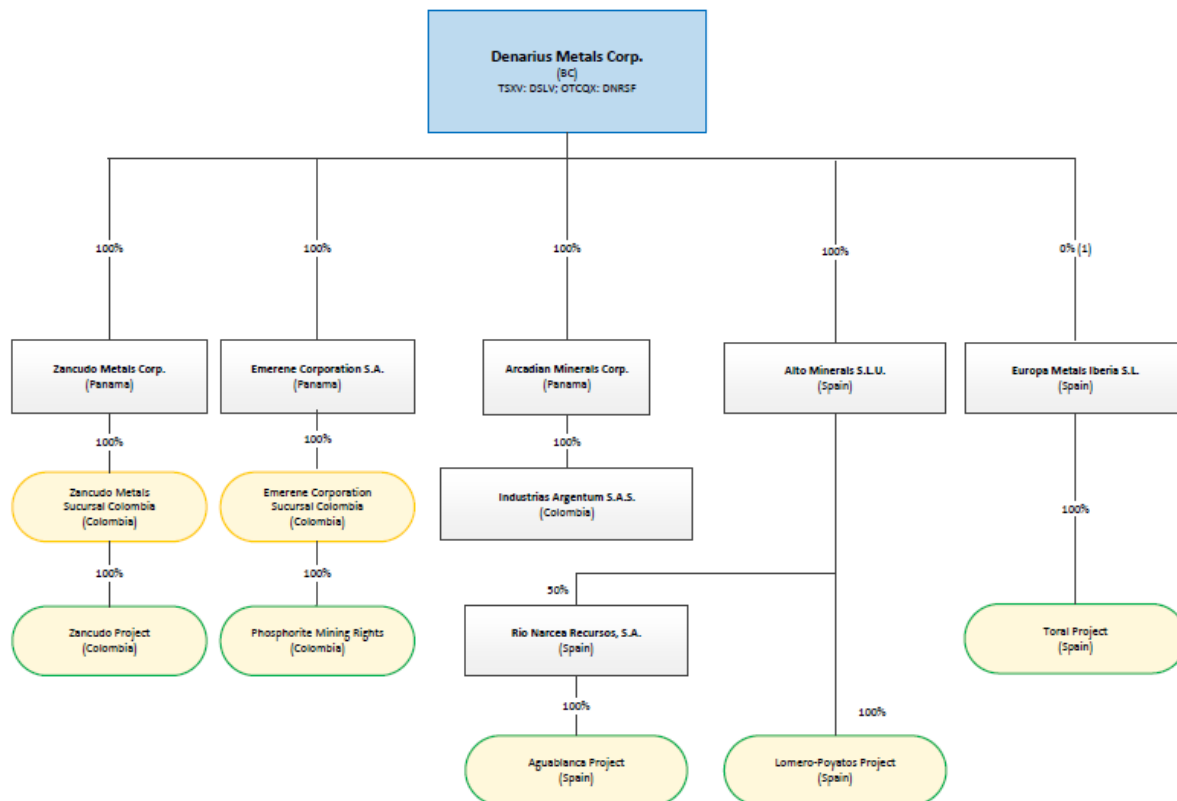 Denarius Metals Corp.
(BC)
TSXV: DSLV; OTCQX: DNRSF
100%
100%
100%
100%
0% (1)
Zancudo Metals Corp.
(Panama)
Emerene Corporation S.A.
(Panama)
Arcadian Minerals Corp.
(Panama)
Alto Minerals S.L.U.
(Spain)
Europa Metals Iberia S.L.
(Spain)
100%
100%
100%
Zancudo Metals
Sucursal Colombia
(Colombia)
Emerene Corporation
Sucursal Colombia
(Colombia)
Industrias Argentum S.A.S.
(Colombia)
100%
100%
100%
50%
Zancudo Project
(Colombia)
Phosphorite Mining Rights
(Colombia)
Rio Narcea Recursos, S.A.
(Spain)
Toral Project
(Spain)
100%
100%
Aguablanca Project
(Spain)
Lomero-Poyatos Project
(Spain)